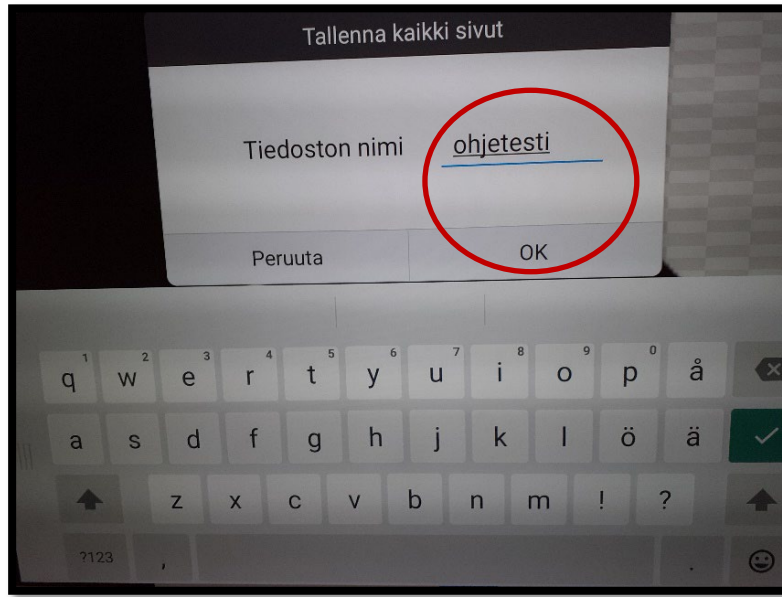 Tallenna kaikki sivut
Tiedoston nimi ohjetesti
Peruuta OK
q 1 w 2 e 3 r 4 t 5 y 6 u 7 i 8 o 9 p 0 å
a s d f g h j k l ö ä
z x c v b n m ! ?
?123 , .